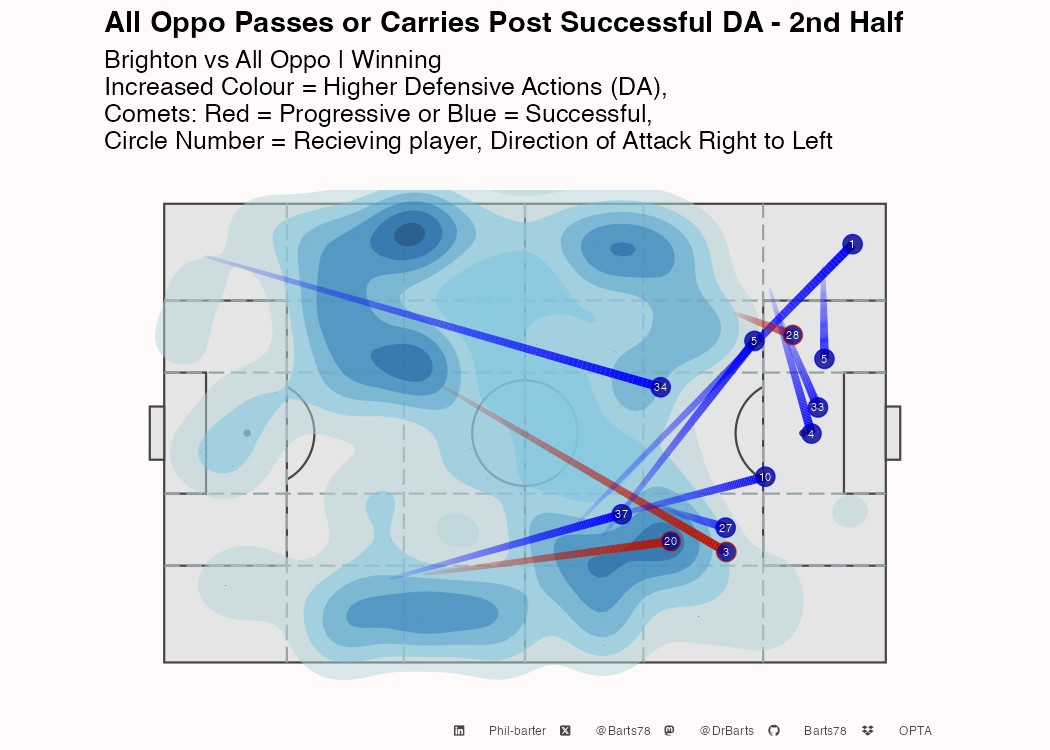 All Oppo Passes or Carries Post Successful DA - 2nd Half
Brighton vs All Oppo | Winning
Increased Colour = Higher Defensive Actions (DA),
Comets: Red = Progressive or Blue = Successful,
Circle Number = Recieving player, Direction of Attack Right to Left
1
28
5
5
34
33
4
10
37
27
20
3
Phil-barter @Barts78 @DrBarts Barts78 OPTA